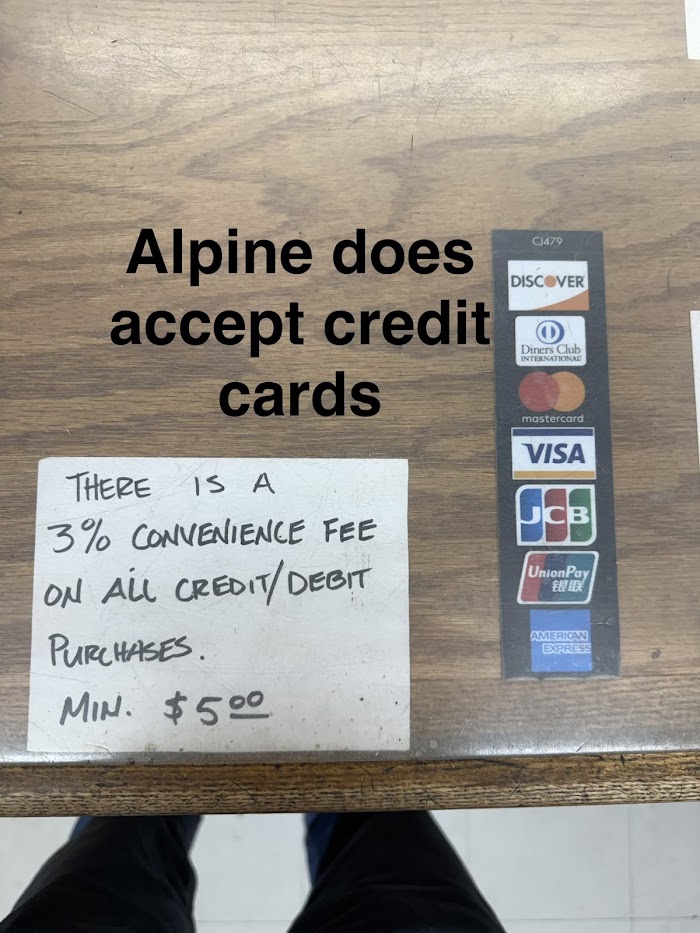 Alpine does
accept credit
cards
CJ479
DISCOVER
Diners Club
INTERNATIONAL
mastercard
VISA
JCB
UnionPay
银联
AMERICAN
EXPRESS
THERE IS A
3% CONVENIENCE FEE
ON ALL CREDIT/DEBIT
PURCHASES.
MIN. $5.00